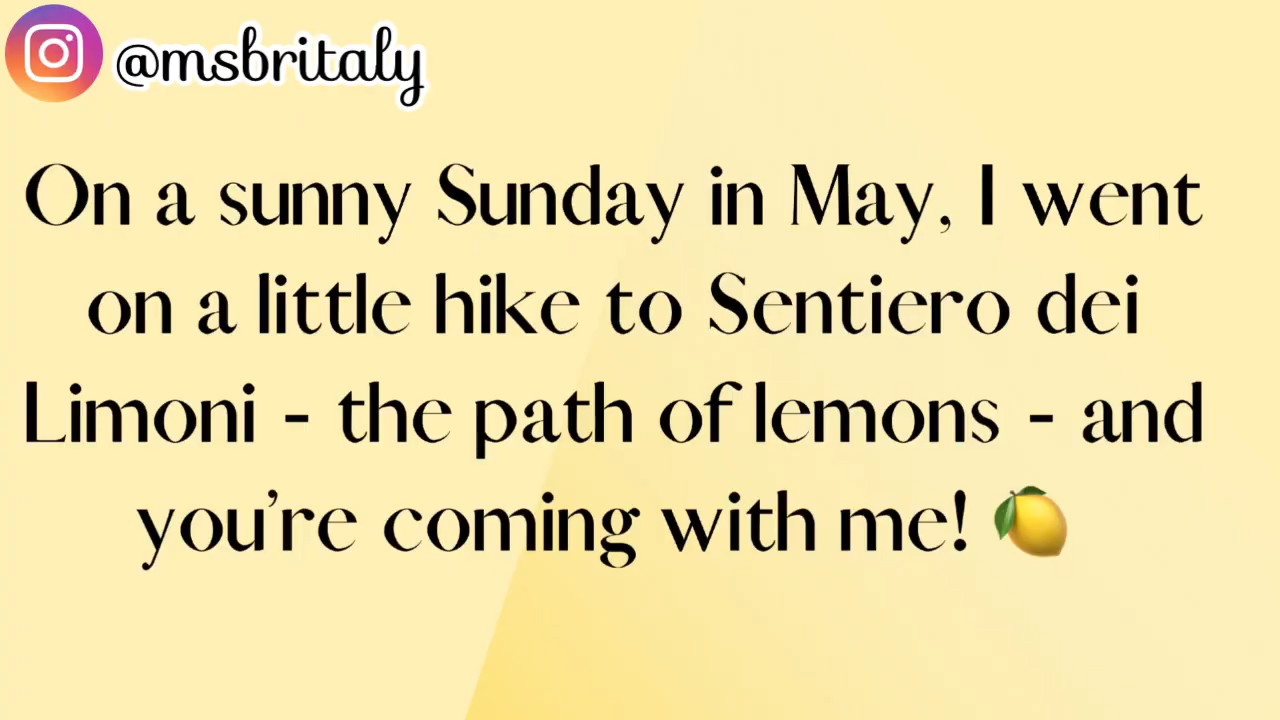 @msbritaly
On a sunny Sunday in May, I went
on a little hike to Sentiero dei
Limoni - the path of lemons - and
you're coming with me! 🍋